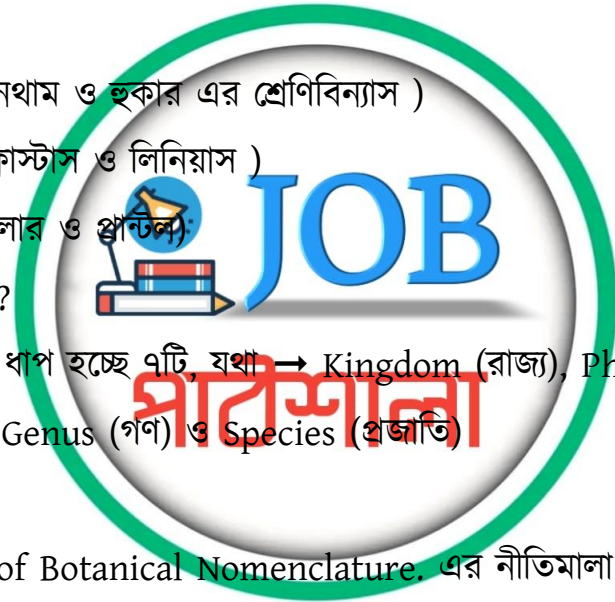 নথাম ও হুকার এর শ্রেণিবিন্যাস )
ফ্রাস্টাস ও লিনিয়াস )
লার ও প্রান্টল)
JOB
?
ধাপ হচ্ছে ৭টি, যথা → Kingdom (রাজ্য), Ph
পাঠশালা
Genus (গণ) ও Species (প্রজাতি)
of Botanical Nomenclature. এর নীতিমালা